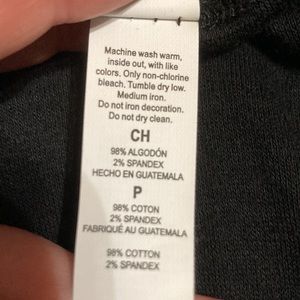 Machine wash warm,
inside out, with like
colors. Only non-chlorine
bleach. Tumble dry low.
Medium iron.
Do not iron decoration.
Do not dry clean.
CH
98% ALGODÓN
2% SPANDEX
HECHO EN GUATEMALA
P
98% COTON
2% SPANDEX
FABRIQUÉ AU GUATEMALA
98% COTTON
2% SPANDEX